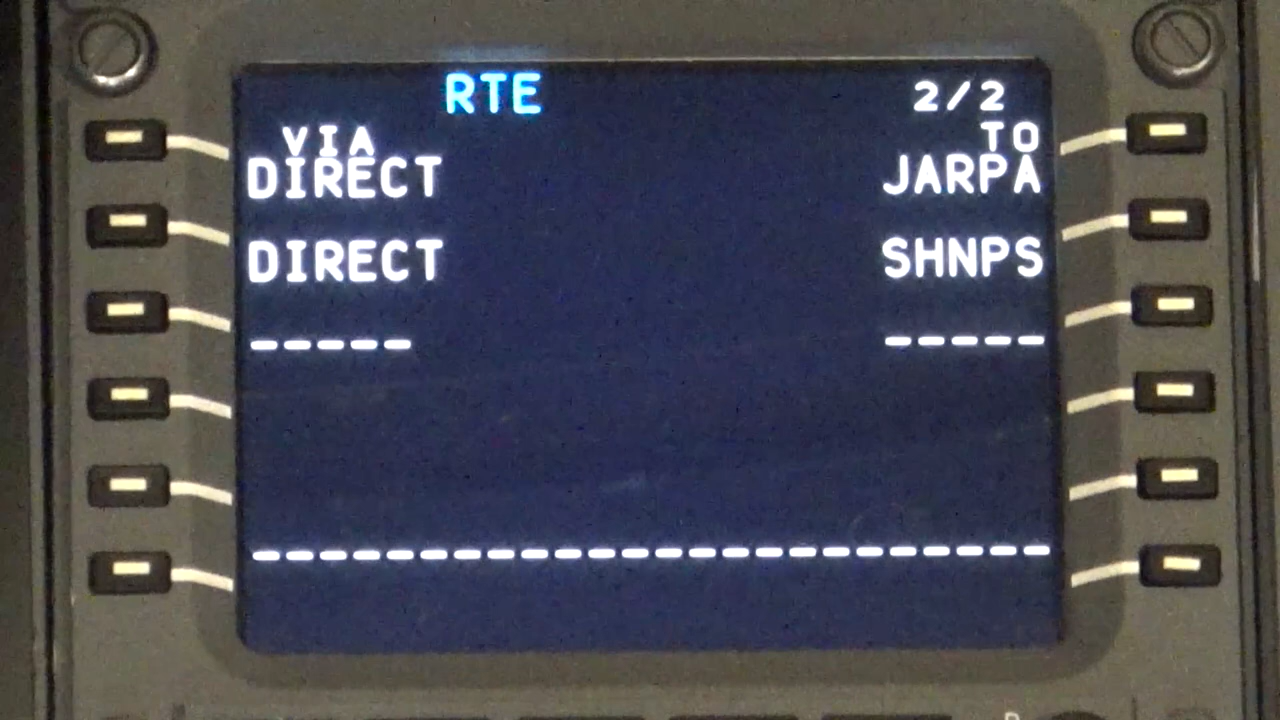 RTE 2/2
VIA TO
DIRECT JARPA
DIRECT SHNPS
----- -----
------------------------